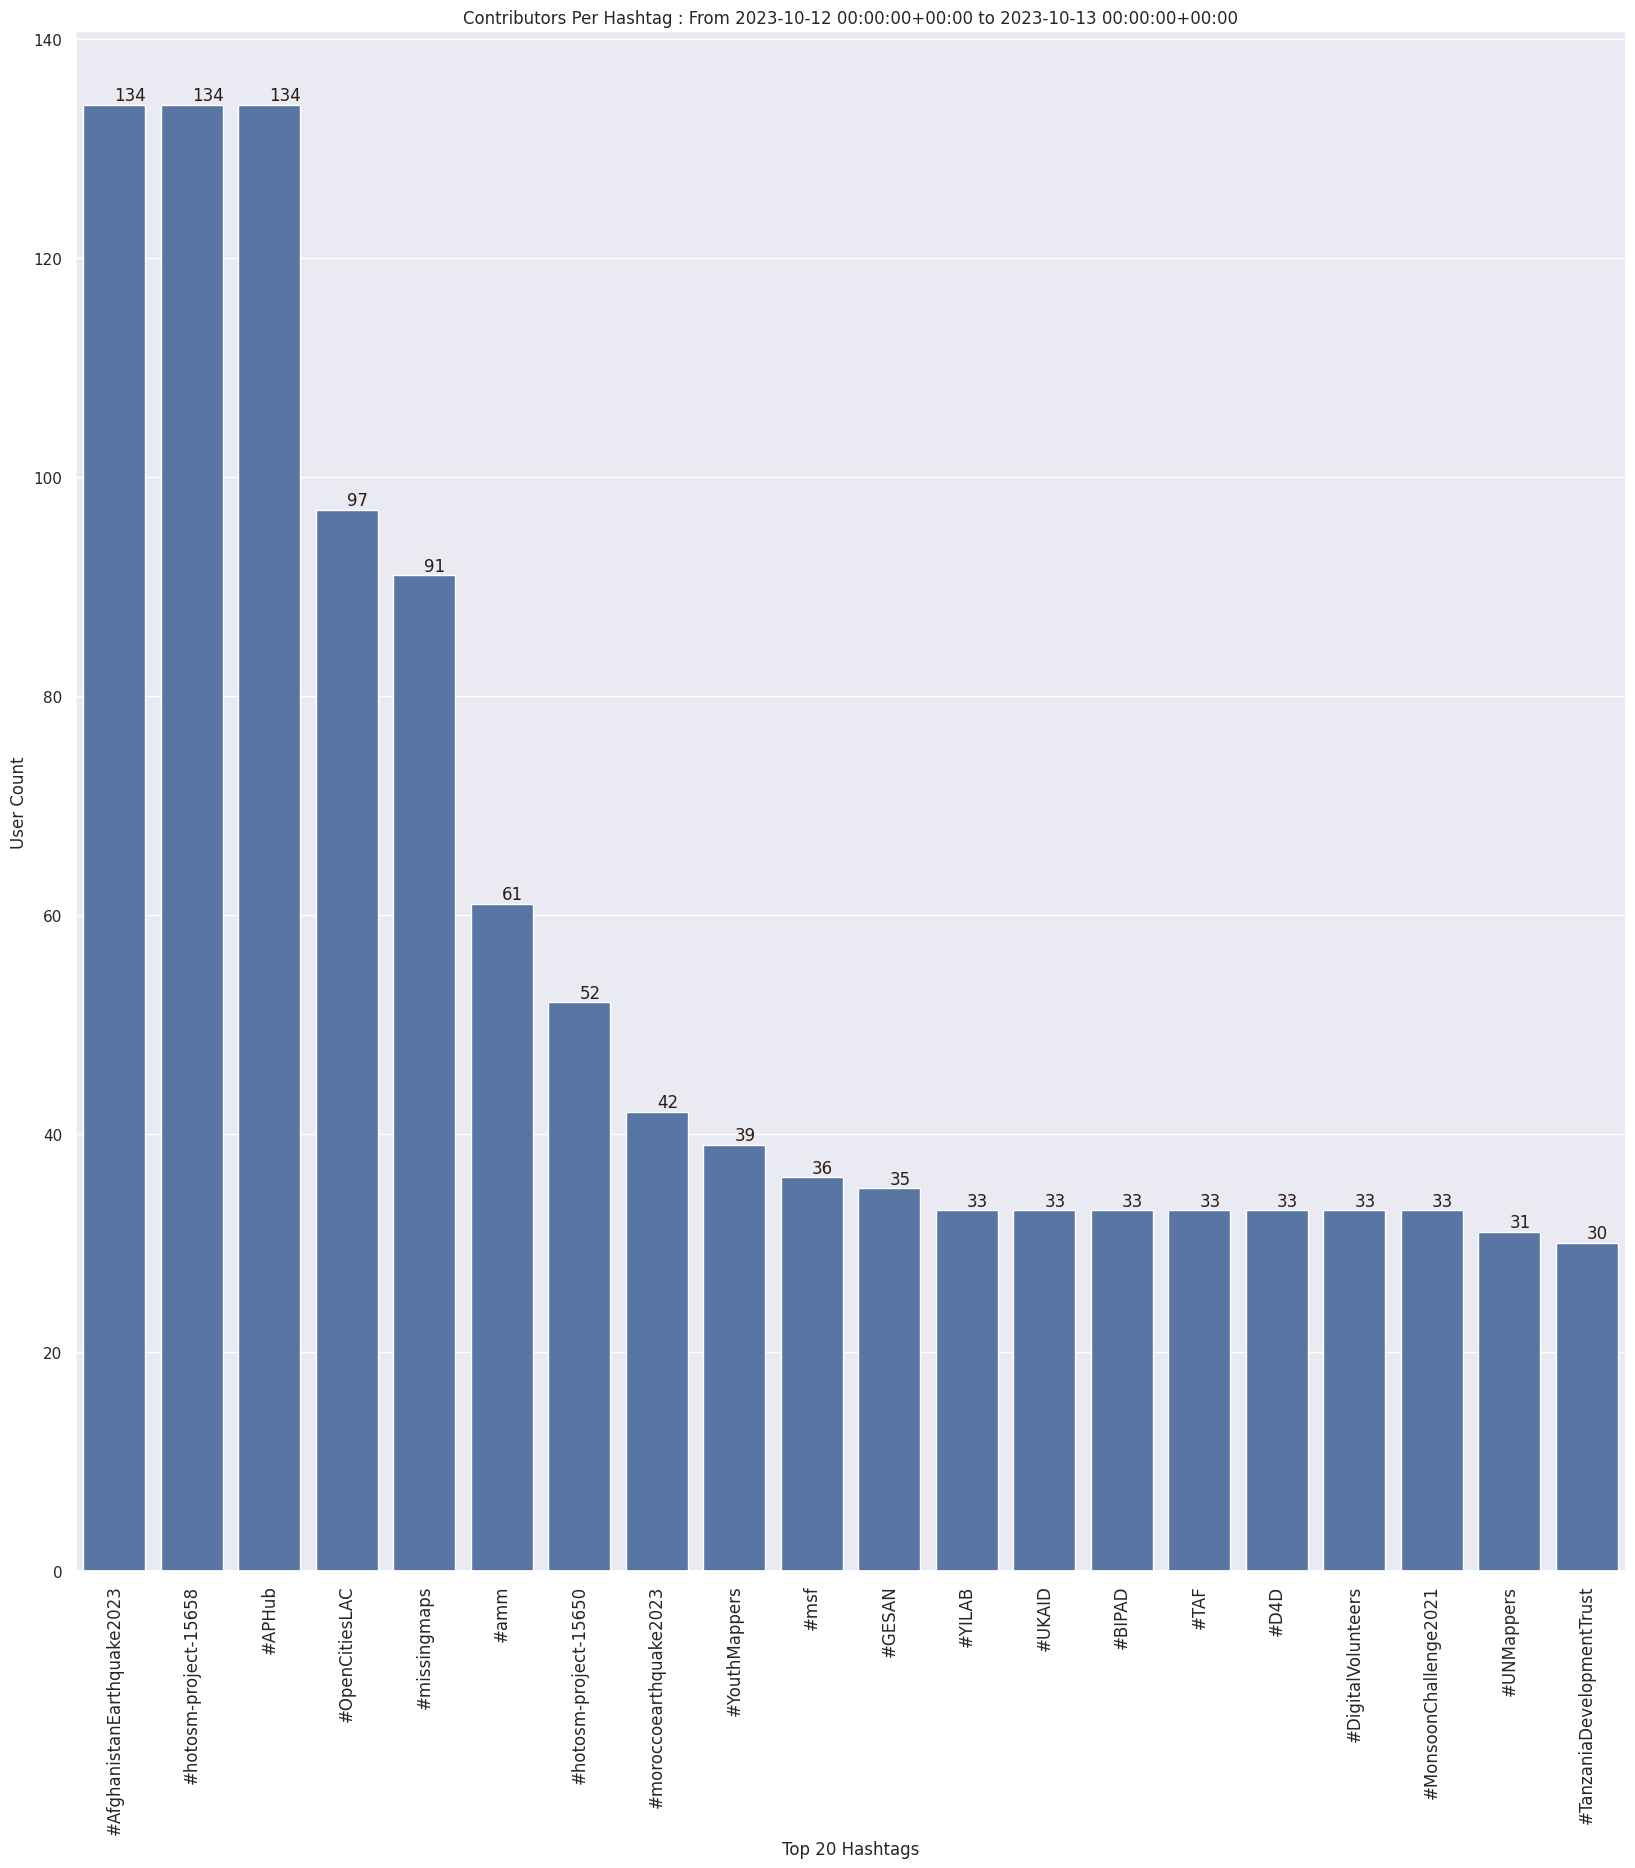 Contributors Per Hashtag : From 2023-10-12 00:00:00+00:00 to 2023-10-13 00:00:00+00:00
140
120
100
80
60
40
20
0
User Count
134
134
134
97
91
61
52
42
39
36
35
33
33
33
33
33
33
33
31
30
#AfghanistanEarthquake2023
#hotosm-project-15658
#APHub
#OpenCitiesLAC
#missingmaps
#amm
#hotosm-project-15650
#moroccoearthquake2023
#YouthMappers
#msf
#GESAN
#YILAB
#UKAID
#BIPAD
#TAF
#D4D
#DigitalVolunteers
#MonsoonChallenge2021
#UNMappers
#TanzaniaDevelopmentTrust
Top 20 Hashtags